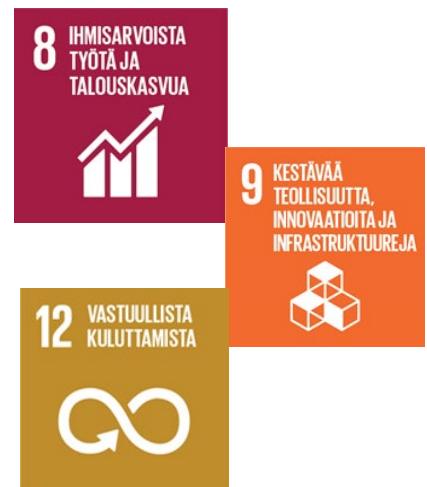 8 IHMISARVOISTA
TYÖTÄ JA
TALOUSKASVUA
9 KESTÄVÄÄ
TEOLLISUUTTA,
INNOVAATIOITA JA
INFRASTRUKTUUREJA
12 VASTUULLISTA
KULUTTAMISTA